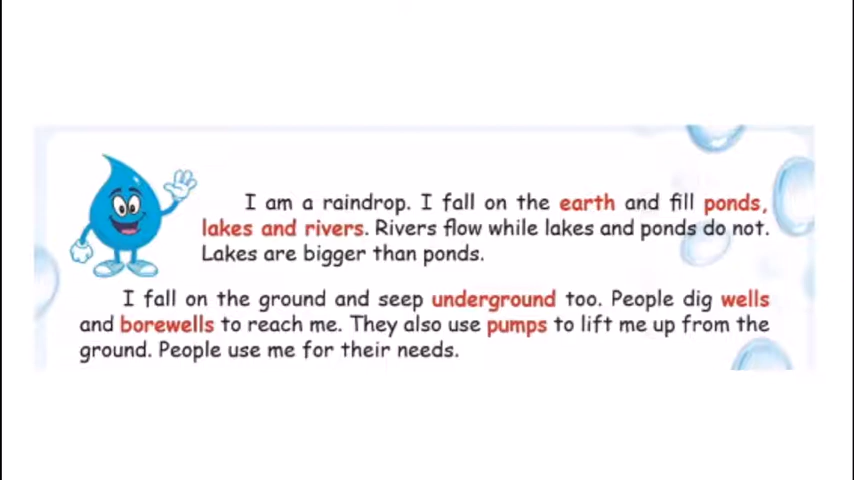 I am a raindrop. I fall on the earth and fill ponds,
lakes and rivers. Rivers flow while lakes and ponds do not.
Lakes are bigger than ponds.
I fall on the ground and seep underground too. People dig wells
and borewells to reach me. They also use pumps to lift me up from the
ground. People use me for their needs.